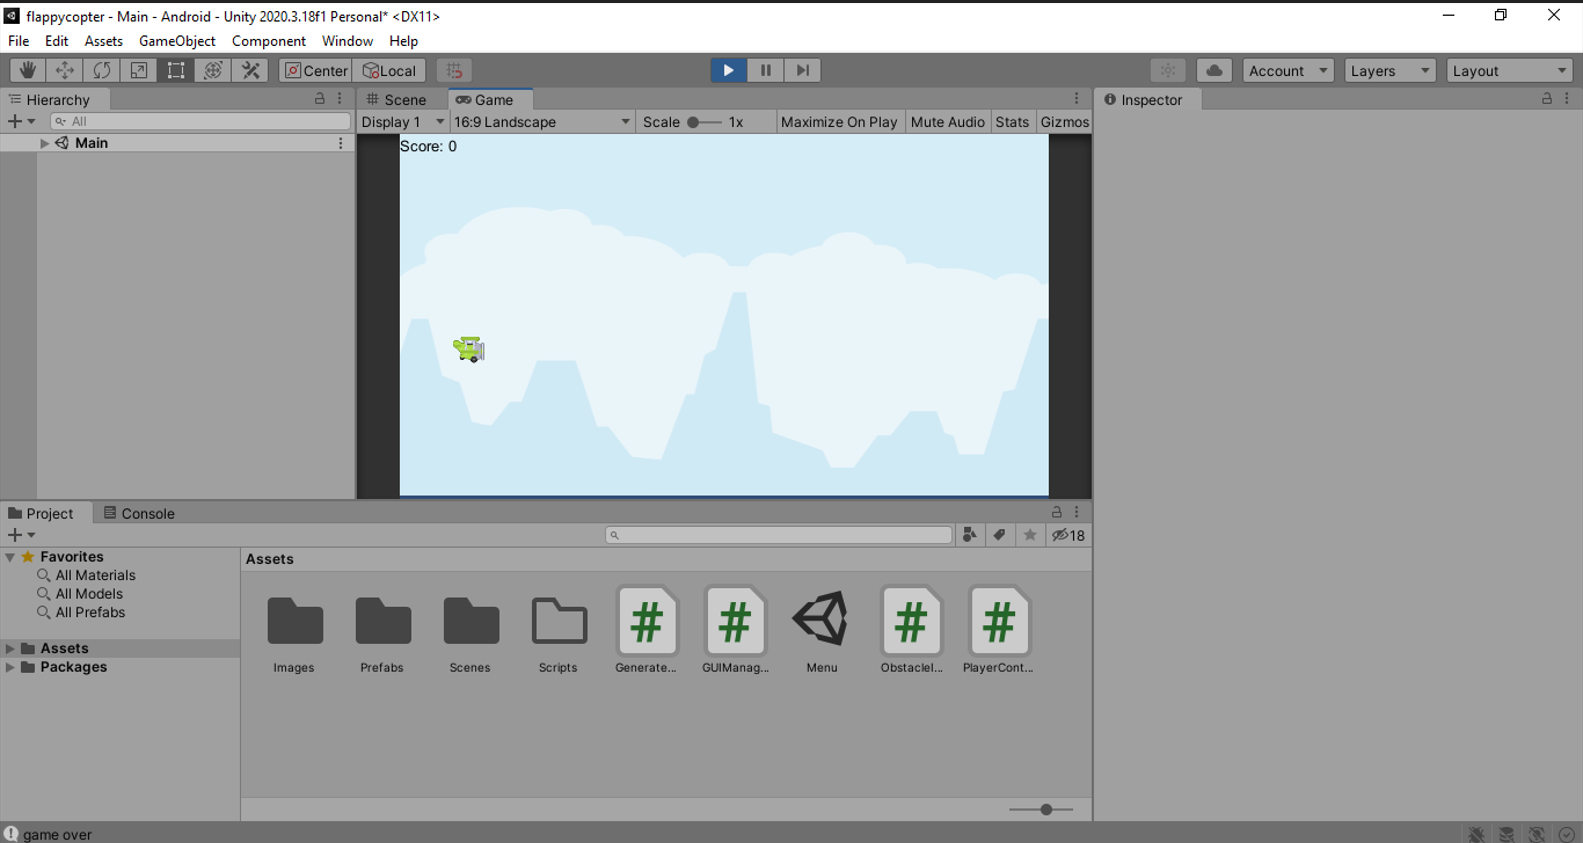 flappycopter - Main - Android - Unity 2020.3.18f1 Personal* <DX11>
File Edit Assets GameObject Component Window Help
Center Local Account Layers Layout
Hierarchy
All
Main
Scene Game
Display 1 16:9 Landscape Scale 1x Maximize On Play Mute Audio Stats Gizmos
Score: 0
Inspector
Project Console
18
Favorites
All Materials
All Models
All Prefabs
Assets
Packages
Assets
Images Prefabs Scenes Scripts Generate... GUIManag... Menu ObstacleI... PlayerCont...
game over